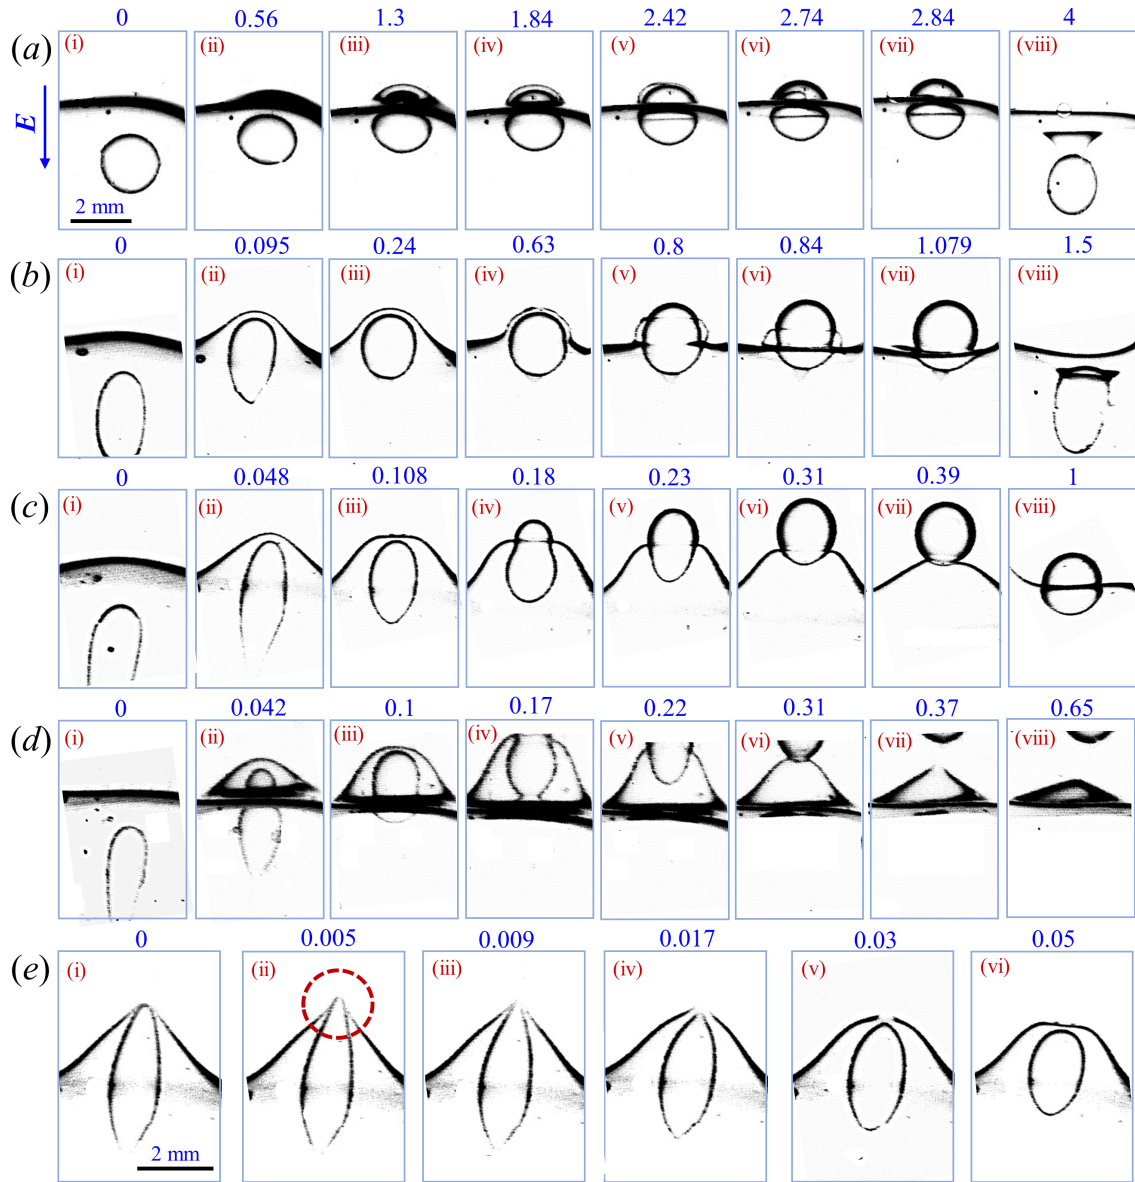 0 0.56 1.3 1.84 2.42 2.74 2.84 4
(a) (i) (ii) (iii) (iv) (v) (vi) (vii) (viii)
E
2 mm
0 0.095 0.24 0.63 0.8 0.84 1.079 1.5
(b) (i) (ii) (iii) (iv) (v) (vi) (vii) (viii)
0 0.048 0.108 0.18 0.23 0.31 0.39 1
(c) (i) (ii) (iii) (iv) (v) (vi) (vii) (viii)
0 0.042 0.1 0.17 0.22 0.31 0.37 0.65
(d) (i) (ii) (iii) (iv) (v) (vi) (vii) (viii)
0 0.005 0.009 0.017 0.03 0.05
(e) (i) (ii) (iii) (iv) (v) (vi)
2 mm